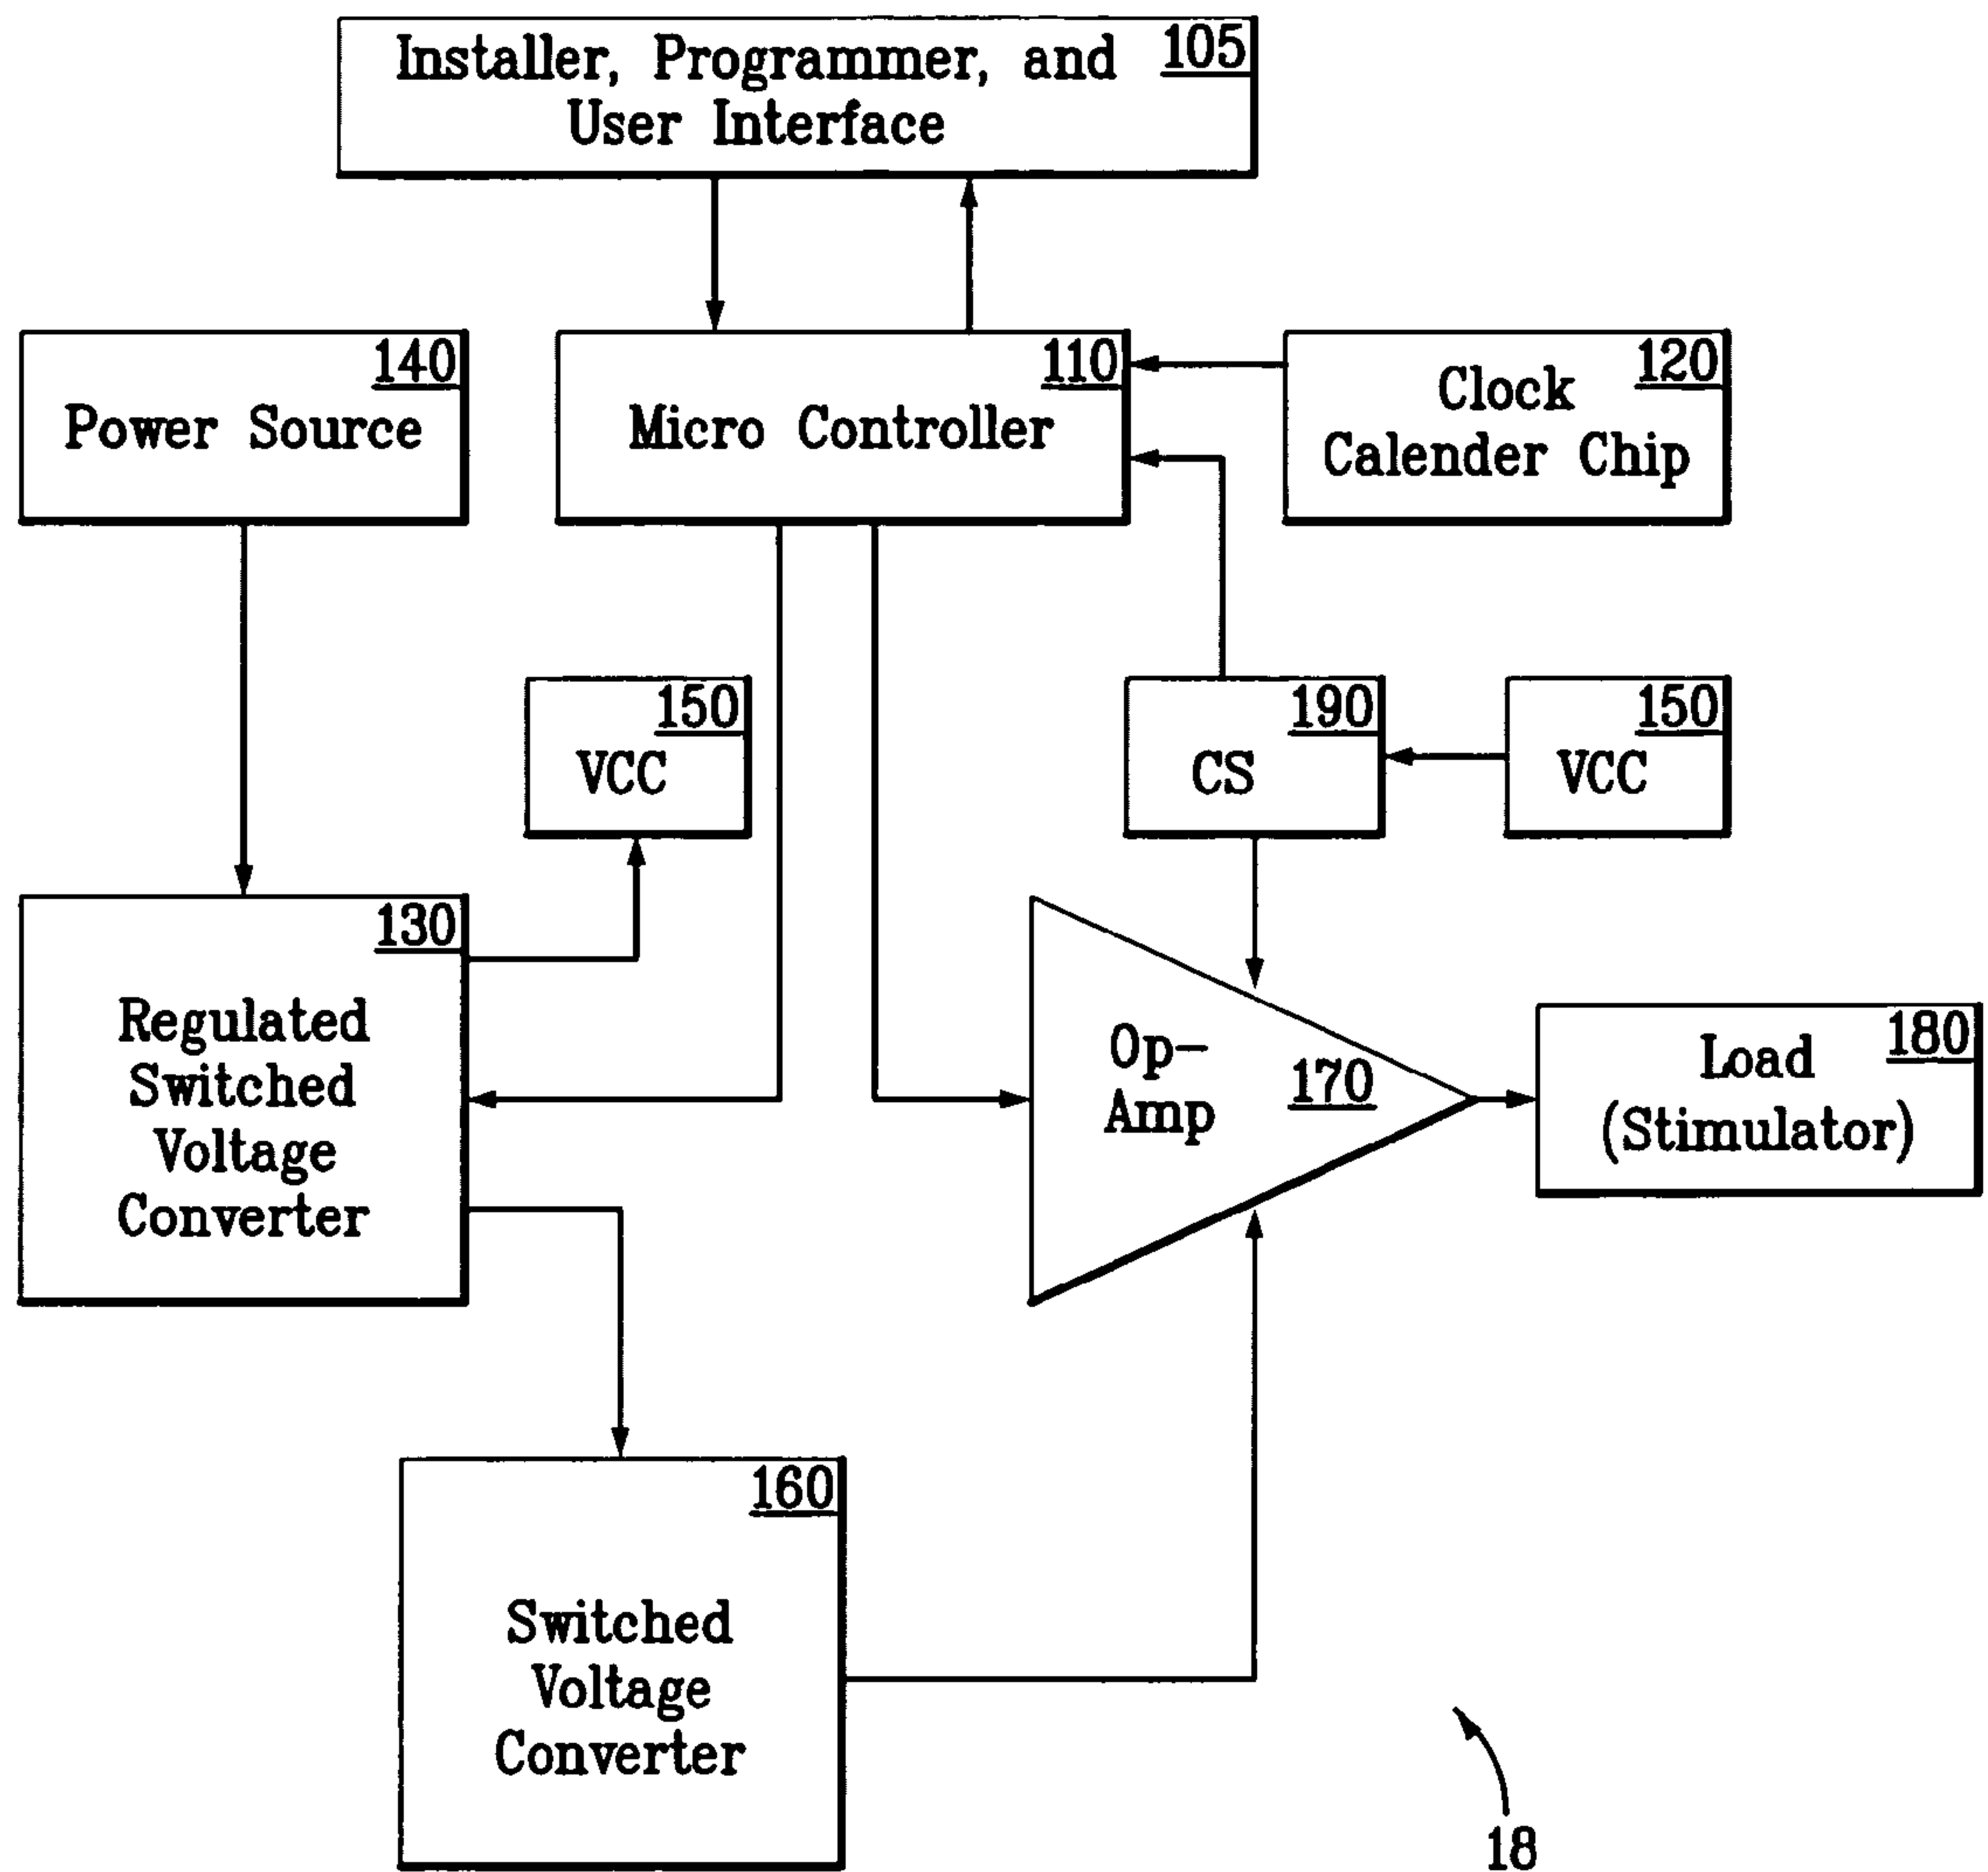 Installer, Programmer, and 105
User Interface
140
Power Source
110
Micro Controller
120
Clock
Calender Chip
150
VCC
190
CS
150
VCC
130
Regulated
Switched
Voltage
Converter
Op-
Amp
170
180
Load
(Stimulator)
160
Switched
Voltage
Converter
18